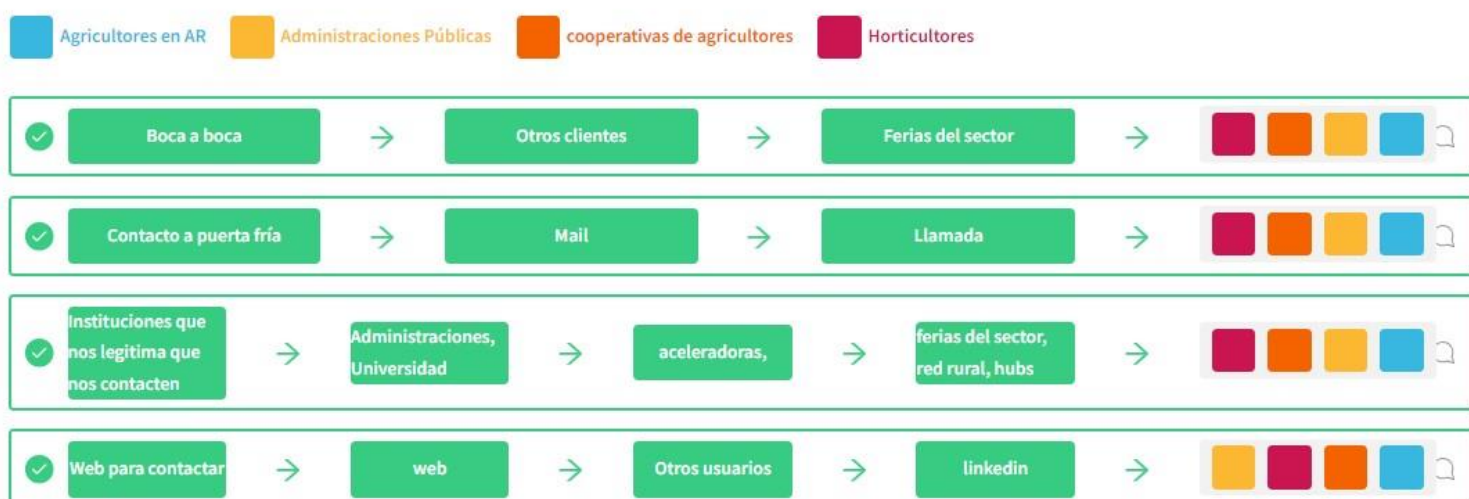 Agricultores en AR
Administraciones Públicas
cooperativas de agricultores
Horticultores
Boca a boca
Otros clientes
Ferias del sector
Contacto a puerta fría
Mail
Llamada
Instituciones que
nos legitima que
nos contacten
Administraciones,
Universidad
aceleradoras,
ferias del sector,
red rural, hubs
Web para contactar
web
Otros usuarios
linkedin